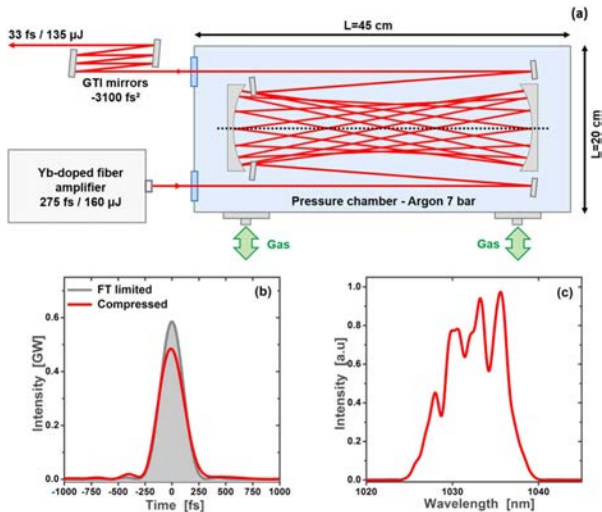 (a)
L=45 cm
33 fs / 135 µJ
GTI mirrors
-3100 fs²
L=20 cm
Yb-doped fiber
amplifier
275 fs / 160 µJ
Pressure chamber - Argon 7 bar
Gas
Gas
FT limited
Compressed
(b)
0.6
0.3
0.0
Intensity [GW]
-1000 -750 -500 -250 0 250 500 750 1000
Time [fs]
(c)
1.0
0.8
0.6
0.4
0.2
0.0
Intensity [a.u]
1020 1030 1040
Wavelength [nm]